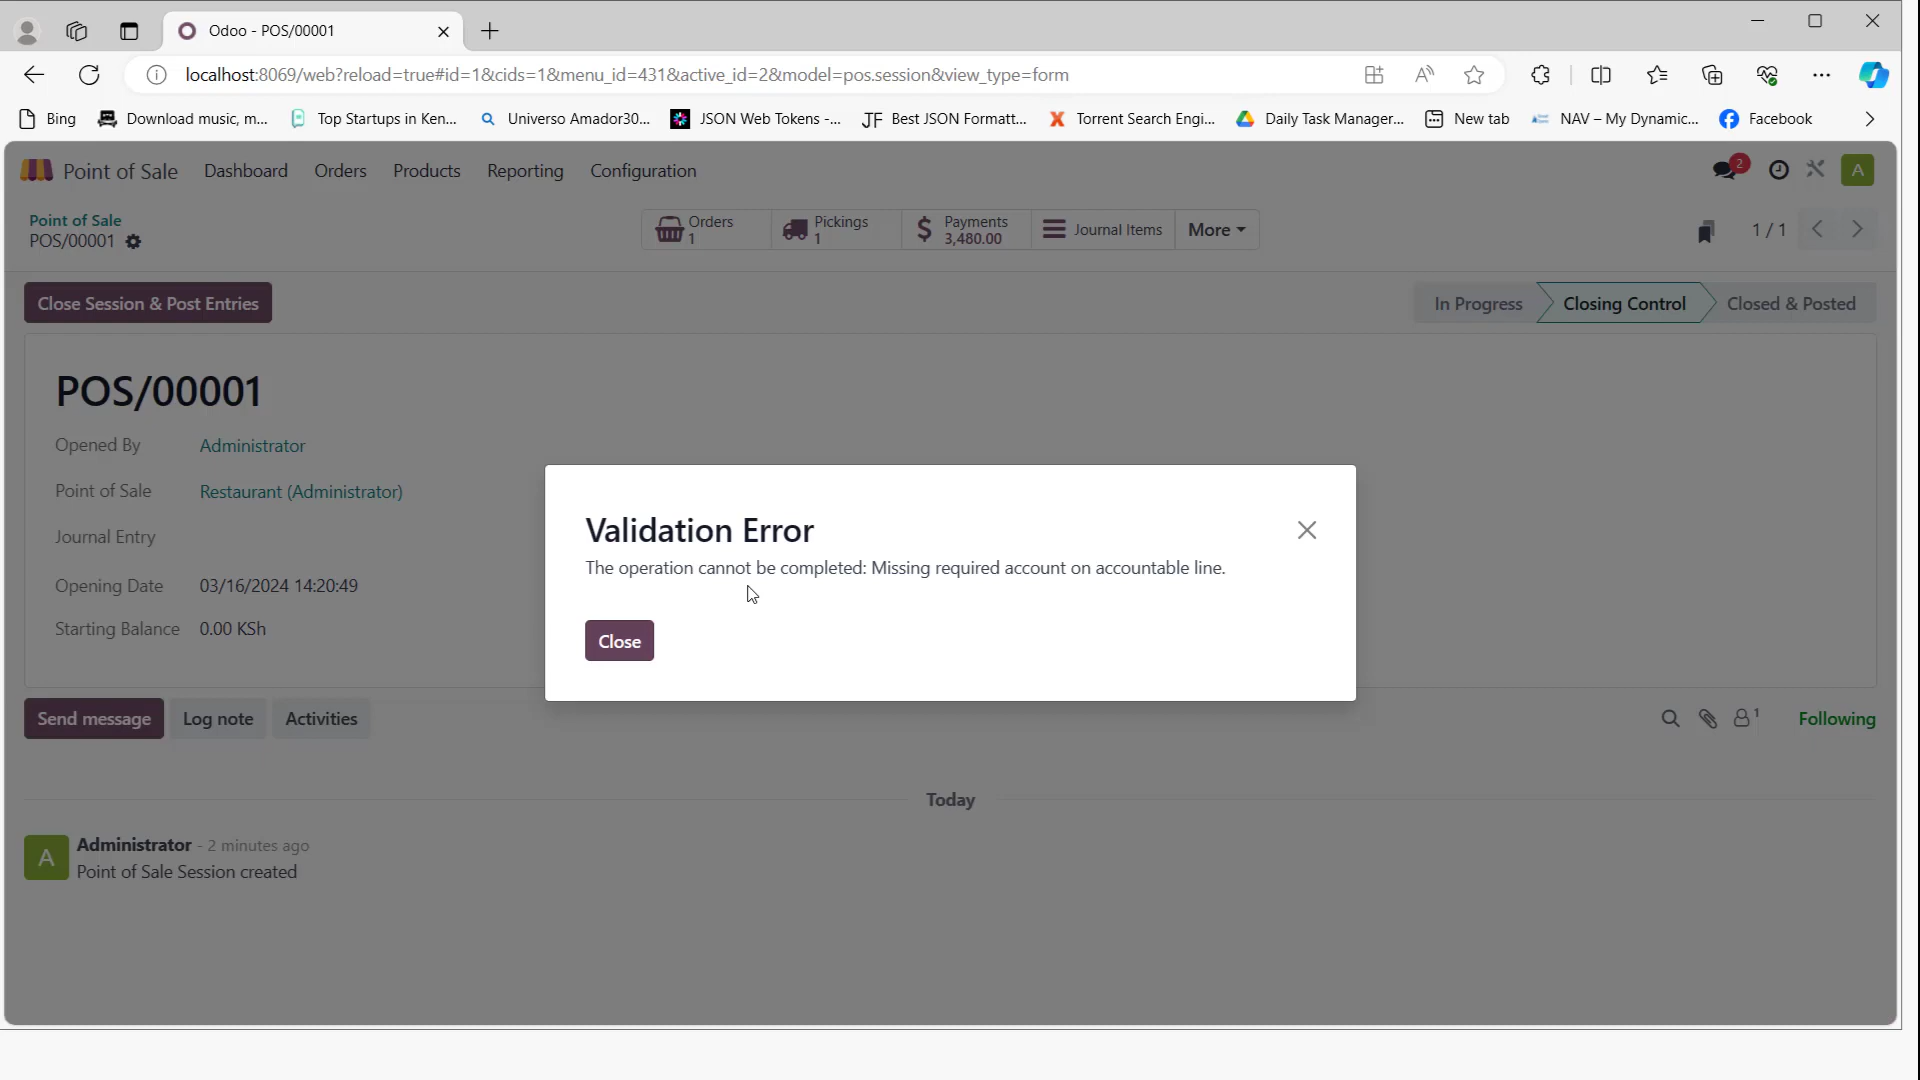 Odoo - POS/00001
localhost:8069/web?reload=true#id=1&cids=1&menu_id=431&active_id=2&model=pos.session&view_type=form
Bing Download music, m... Top Startups in Ken... Universo Amador30... JSON Web Tokens -... JF Best JSON Formatt... Torrent Search Engi... Daily Task Manager... New tab NAV – My Dynamic... Facebook
Point of Sale Dashboard Orders Products Reporting Configuration 2 A
Point of Sale
POS/00001
Orders 1 Pickings 1 Payments 3,480.00 Journal Items More 1 / 1
Close Session & Post Entries In Progress Closing Control Closed & Posted
POS/00001
Opened By Administrator
Point of Sale Restaurant (Administrator)
Journal Entry
Opening Date 03/16/2024 14:20:49
Starting Balance 0.00 KSh
Validation Error
The operation cannot be completed: Missing required account on accountable line.
Close
Send message Log note Activities 1 Following
Today
A Administrator - 2 minutes ago
Point of Sale Session created